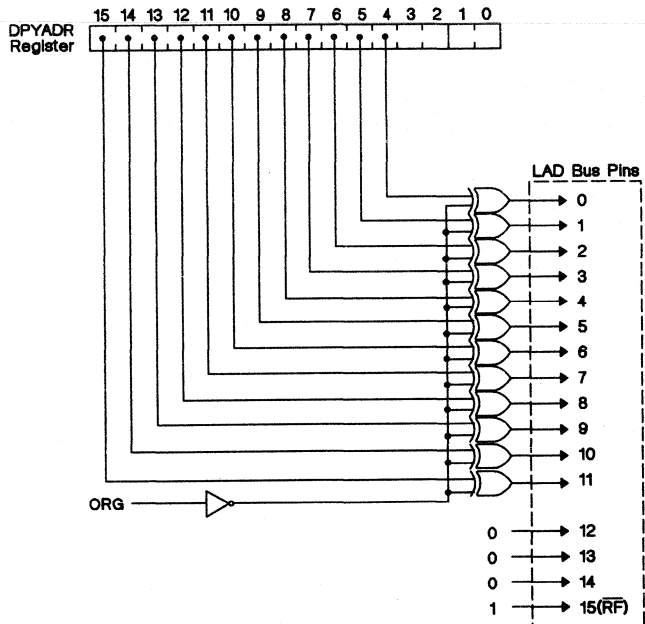 15 14 13 12 11 10 9 8 7 6 5 4 3 2 1 0
DPYADR
Register
LAD Bus Pins
0
1
2
3
4
5
6
7
8
9
10
11
ORG
0 12
0 13
0 14
1 15(R̅F̅)